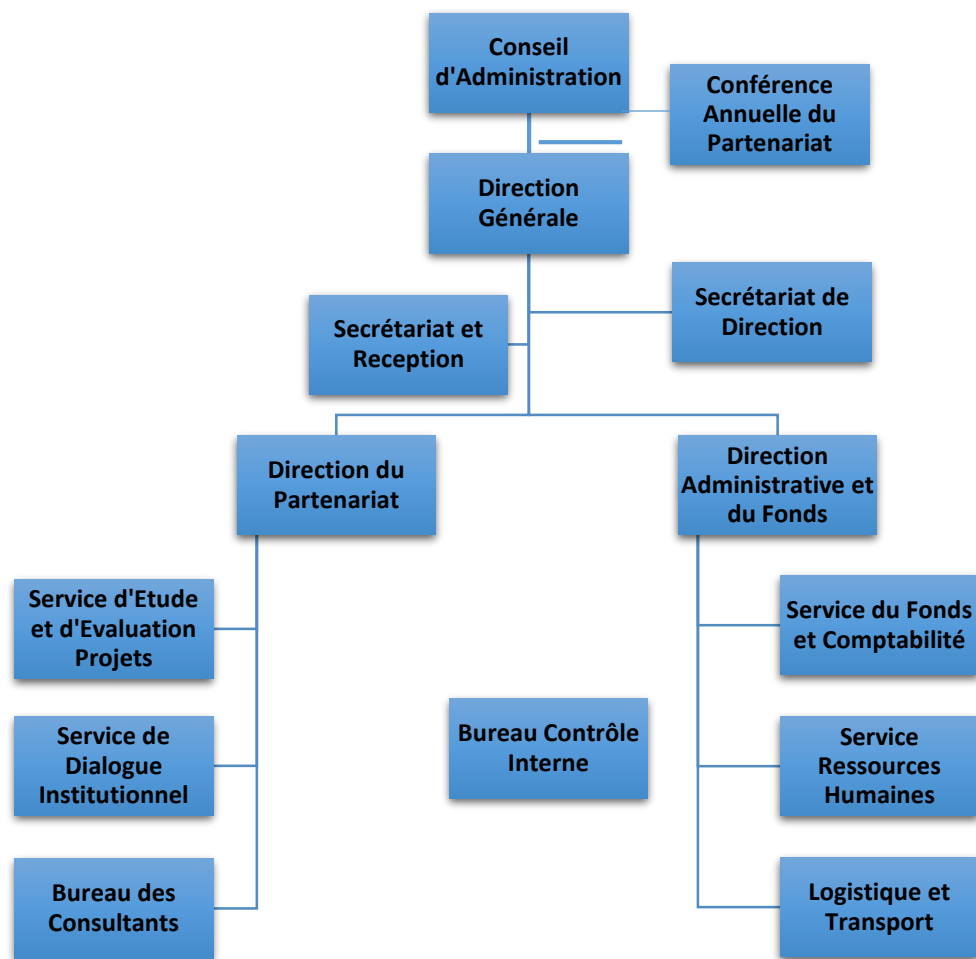 Conseil
d'Administration
Conférence
Annuelle du
Partenariat
Direction
Générale
Secrétariat de
Direction
Secrétariat et
Reception
Direction du
Partenariat
Direction
Administrative et
du Fonds
Service d'Etude
et d'Evaluation
Projets
Service du Fonds
et Comptabilité
Bureau Contrôle
Interne
Service de
Dialogue
Institutionnel
Service
Ressources
Humaines
Bureau des
Consultants
Logistique et
Transport